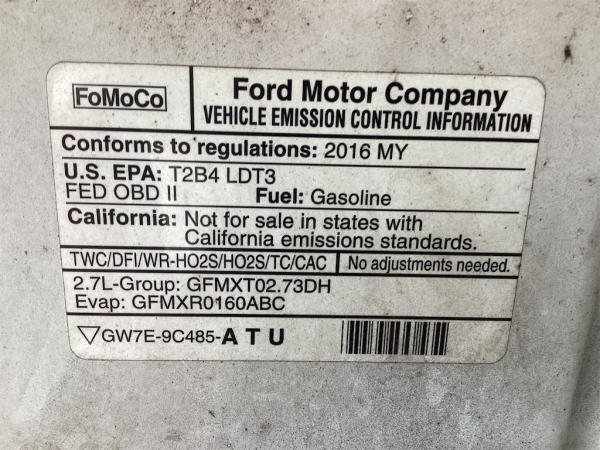 FoMoCo
Ford Motor Company
VEHICLE EMISSION CONTROL INFORMATION
Conforms to regulations: 2016 MY
U.S. EPA: T2B4 LDT3
FED OBD II Fuel: Gasoline
California: Not for sale in states with
California emissions standards.
TWC/DFI/WR-HO2S/HO2S/TC/CAC No adjustments needed.
2.7L-Group: GFMXT02.73DH
Evap: GFMXR0160ABC
▽GW7E-9C485-A T U